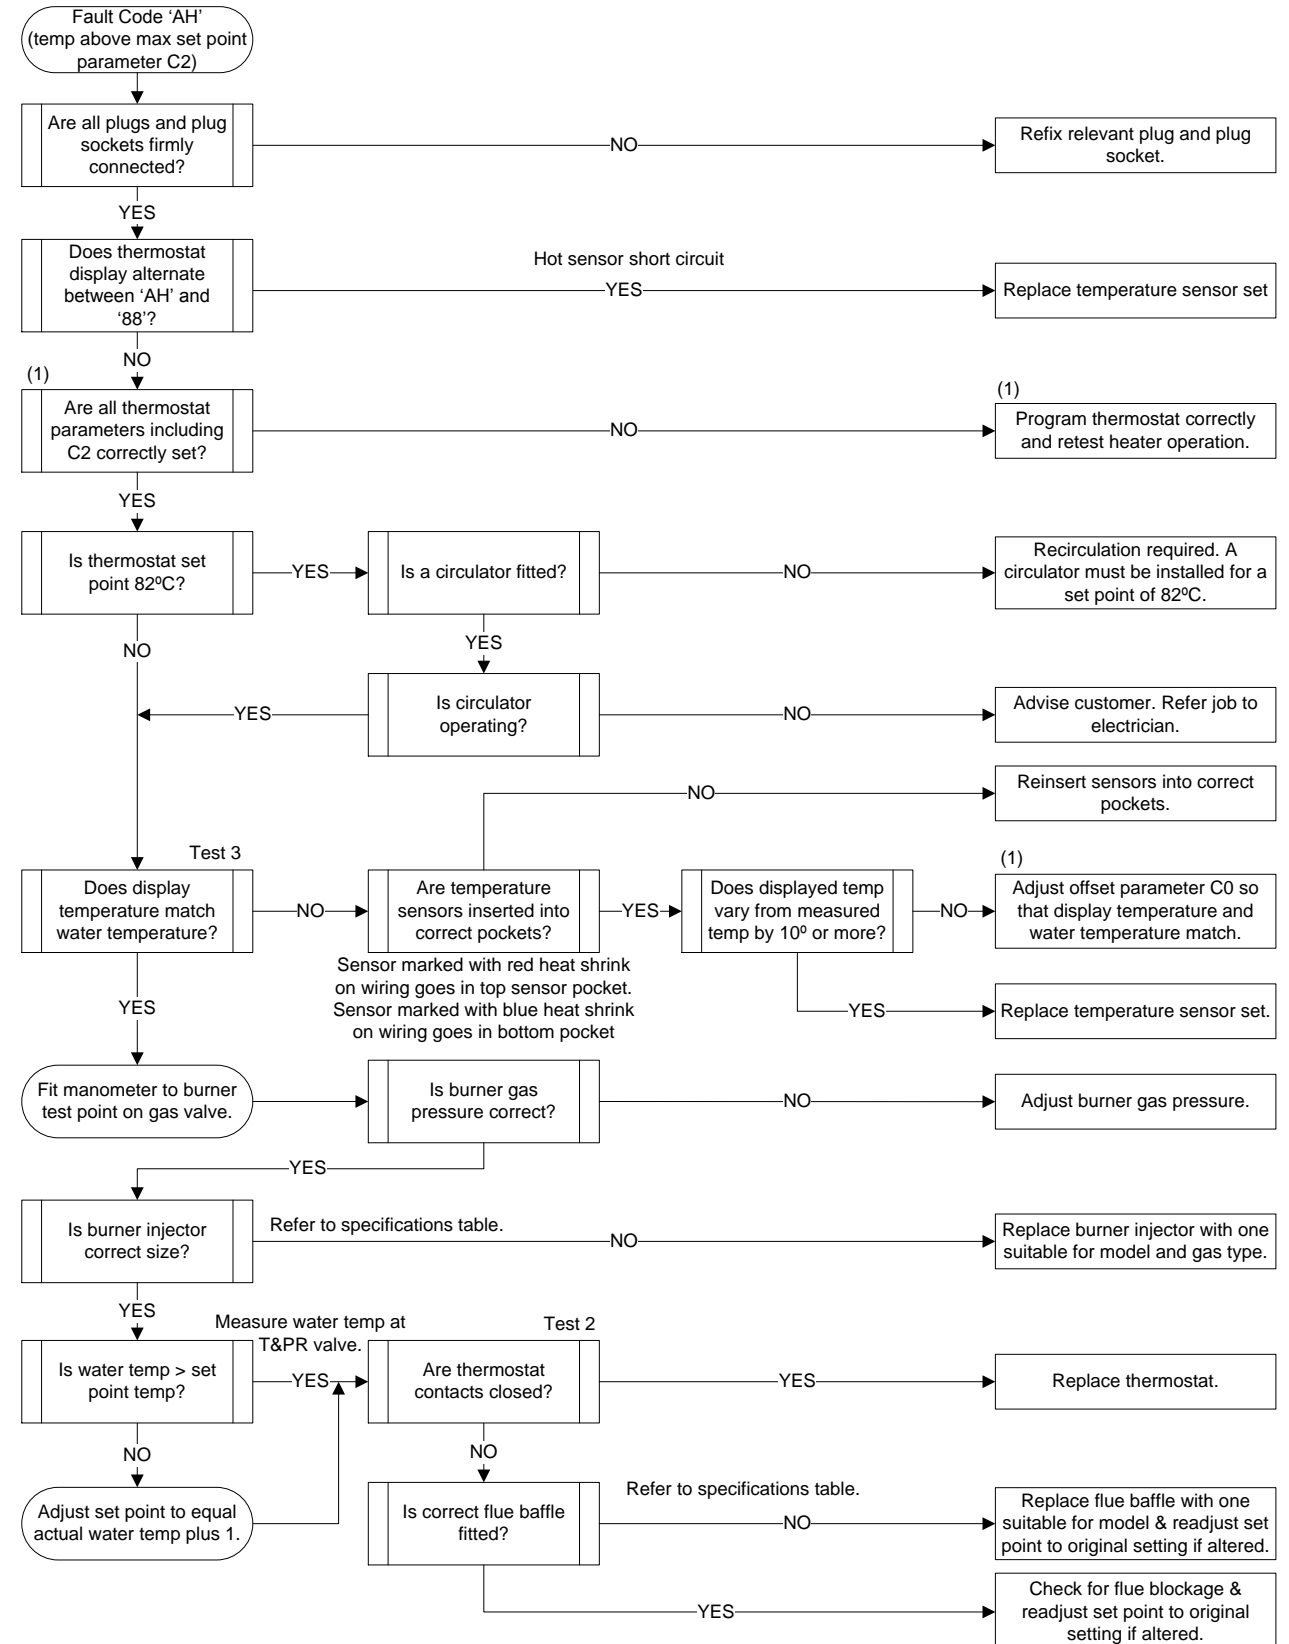 Fault Code ‘AH’
(temp above max set point
parameter C2)
Are all plugs and plug
sockets firmly
connected?
NO
Refix relevant plug and plug
socket.
YES
Does thermostat
display alternate
between ‘AH’ and
‘88’?
Hot sensor short circuit
YES
Replace temperature sensor set
NO
(1)
Are all thermostat
parameters including
C2 correctly set?
NO
(1)
Program thermostat correctly
and retest heater operation.
YES
Is thermostat set
point 82ºC?
YES
Is a circulator fitted?
NO
Recirculation required. A
circulator must be installed for a
set point of 82ºC.
NO
YES
Is circulator
operating?
YES
NO
Advise customer. Refer job to
electrician.
NO
Reinsert sensors into correct
pockets.
Test 3
Does display
temperature match
water temperature?
NO
Are temperature
sensors inserted into
correct pockets?
YES
Does displayed temp
vary from measured
temp by 10º or more?
NO
(1)
Adjust offset parameter C0 so
that display temperature and
water temperature match.
Sensor marked with red heat shrink
on wiring goes in top sensor pocket.
Sensor marked with blue heat shrink
on wiring goes in bottom pocket
YES
Replace temperature sensor set.
YES
Fit manometer to burner
test point on gas valve.
Is burner gas
pressure correct?
NO
Adjust burner gas pressure.
YES
Is burner injector
correct size?
Refer to specifications table.
NO
Replace burner injector with one
suitable for model and gas type.
YES
Measure water temp at
T&PR valve.
Is water temp > set
point temp?
YES
Test 2
Are thermostat
contacts closed?
YES
Replace thermostat.
NO
NO
Adjust set point to equal
actual water temp plus 1.
Is correct flue baffle
fitted?
Refer to specifications table.
NO
Replace flue baffle with one
suitable for model & readjust set
point to original setting if altered.
YES
Check for flue blockage &
readjust set point to original
setting if altered.